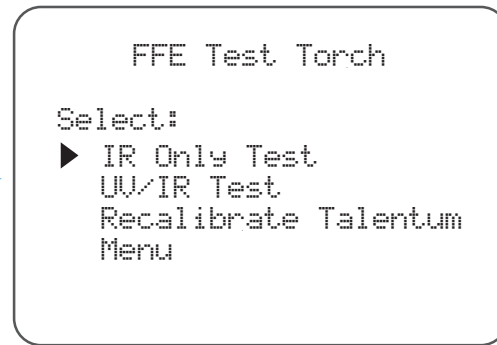 FFE Test Torch
Select:
IR Only Test
UV/IR Test
Recalibrate Talentum
Menu